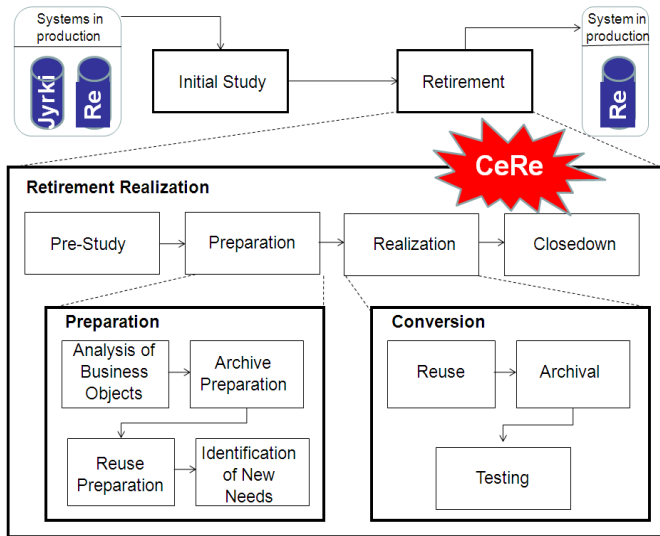 Systems in
production
Jyrki
Re
Initial Study
Retirement
System in
production
Re
CeRe
Retirement Realization
Pre-Study
Preparation
Realization
Closedown
Preparation
Analysis of
Business
Objects
Archive
Preparation
Reuse
Preparation
Identification
of New
Needs
Conversion
Reuse
Archival
Testing